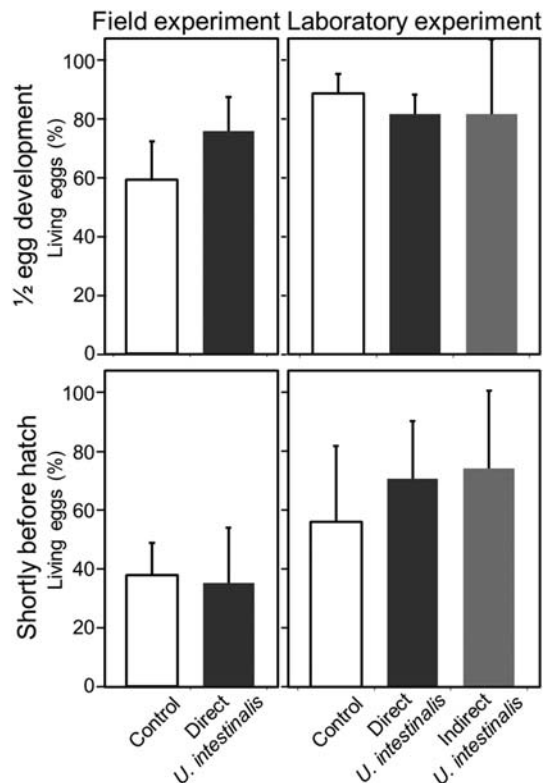 Field experiment Laboratory experiment
½ egg development
Living eggs (%)
100
80
60
40
20
0
Shortly before hatch
Living eggs (%)
100
80
60
40
20
0
Control
Direct
U. intestinalis
Control
Direct
U. intestinalis
Indirect
U. intestinalis